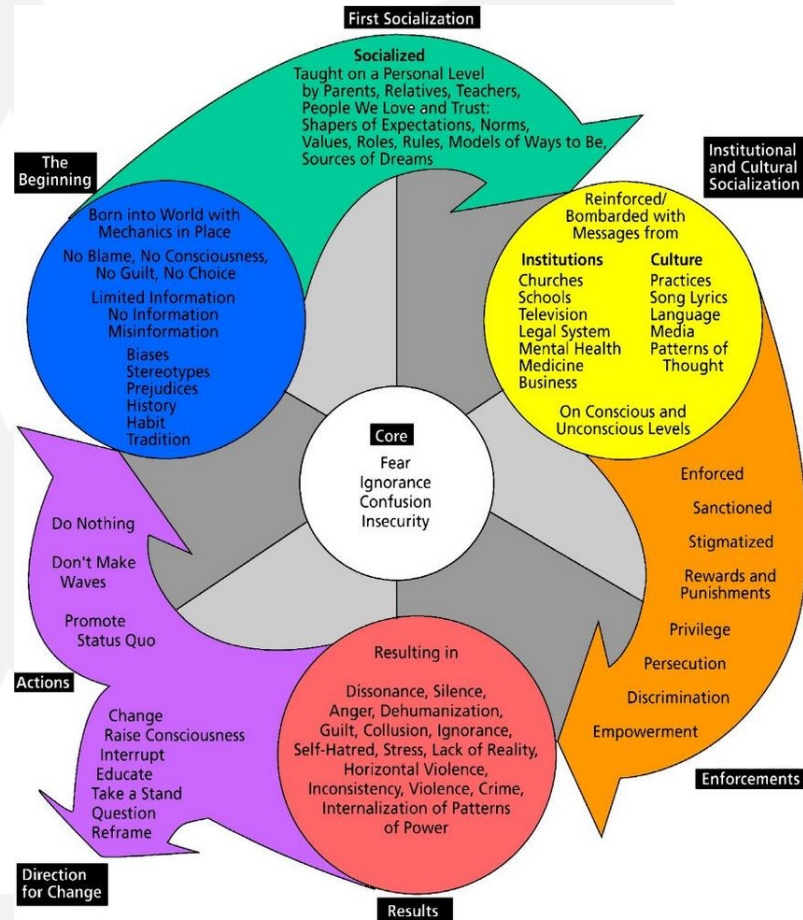 First Socialization
Socialized
Taught on a Personal Level
by Parents, Relatives, Teachers,
People We Love and Trust:
Shapers of Expectations, Norms,
Values, Roles, Rules, Models of Ways to Be,
Sources of Dreams
The
Beginning
Born into World with
Mechanics in Place
No Blame, No Consciousness,
No Guilt, No Choice
Limited Information
No Information
Misinformation
Biases
Stereotypes
Prejudices
History
Habit
Tradition
Institutional
and Cultural
Socialization
Reinforced/
Bombarded with
Messages from
Institutions
Churches
Schools
Television
Legal System
Mental Health
Medicine
Business
Culture
Practices
Song Lyrics
Language
Media
Patterns of
Thought
On Conscious and
Unconscious Levels
Core
Fear
Ignorance
Confusion
Insecurity
Enforced
Sanctioned
Stigmatized
Rewards and
Punishments
Privilege
Persecution
Discrimination
Empowerment
Enforcements
Resulting in
Dissonance, Silence,
Anger, Dehumanization,
Guilt, Collusion, Ignorance,
Self-Hatred, Stress, Lack of Reality,
Horizontal Violence,
Inconsistency, Violence, Crime,
Internalization of Patterns
of Power
Results
Do Nothing
Don't Make
Waves
Promote
Status Quo
Actions
Change
Raise Consciousness
Interrupt
Educate
Take a Stand
Question
Reframe
Direction
for Change